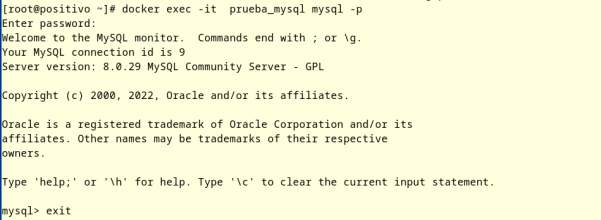 [root@positivo ~]# docker exec -it  prueba_mysql mysql -p
Enter password:
Welcome to the MySQL monitor.  Commands end with ; or \g.
Your MySQL connection id is 9
Server version: 8.0.29 MySQL Community Server - GPL

Copyright (c) 2000, 2022, Oracle and/or its affiliates.

Oracle is a registered trademark of Oracle Corporation and/or its
affiliates. Other names may be trademarks of their respective
owners.

Type 'help;' or '\h' for help. Type '\c' to clear the current input statement.

mysql> exit